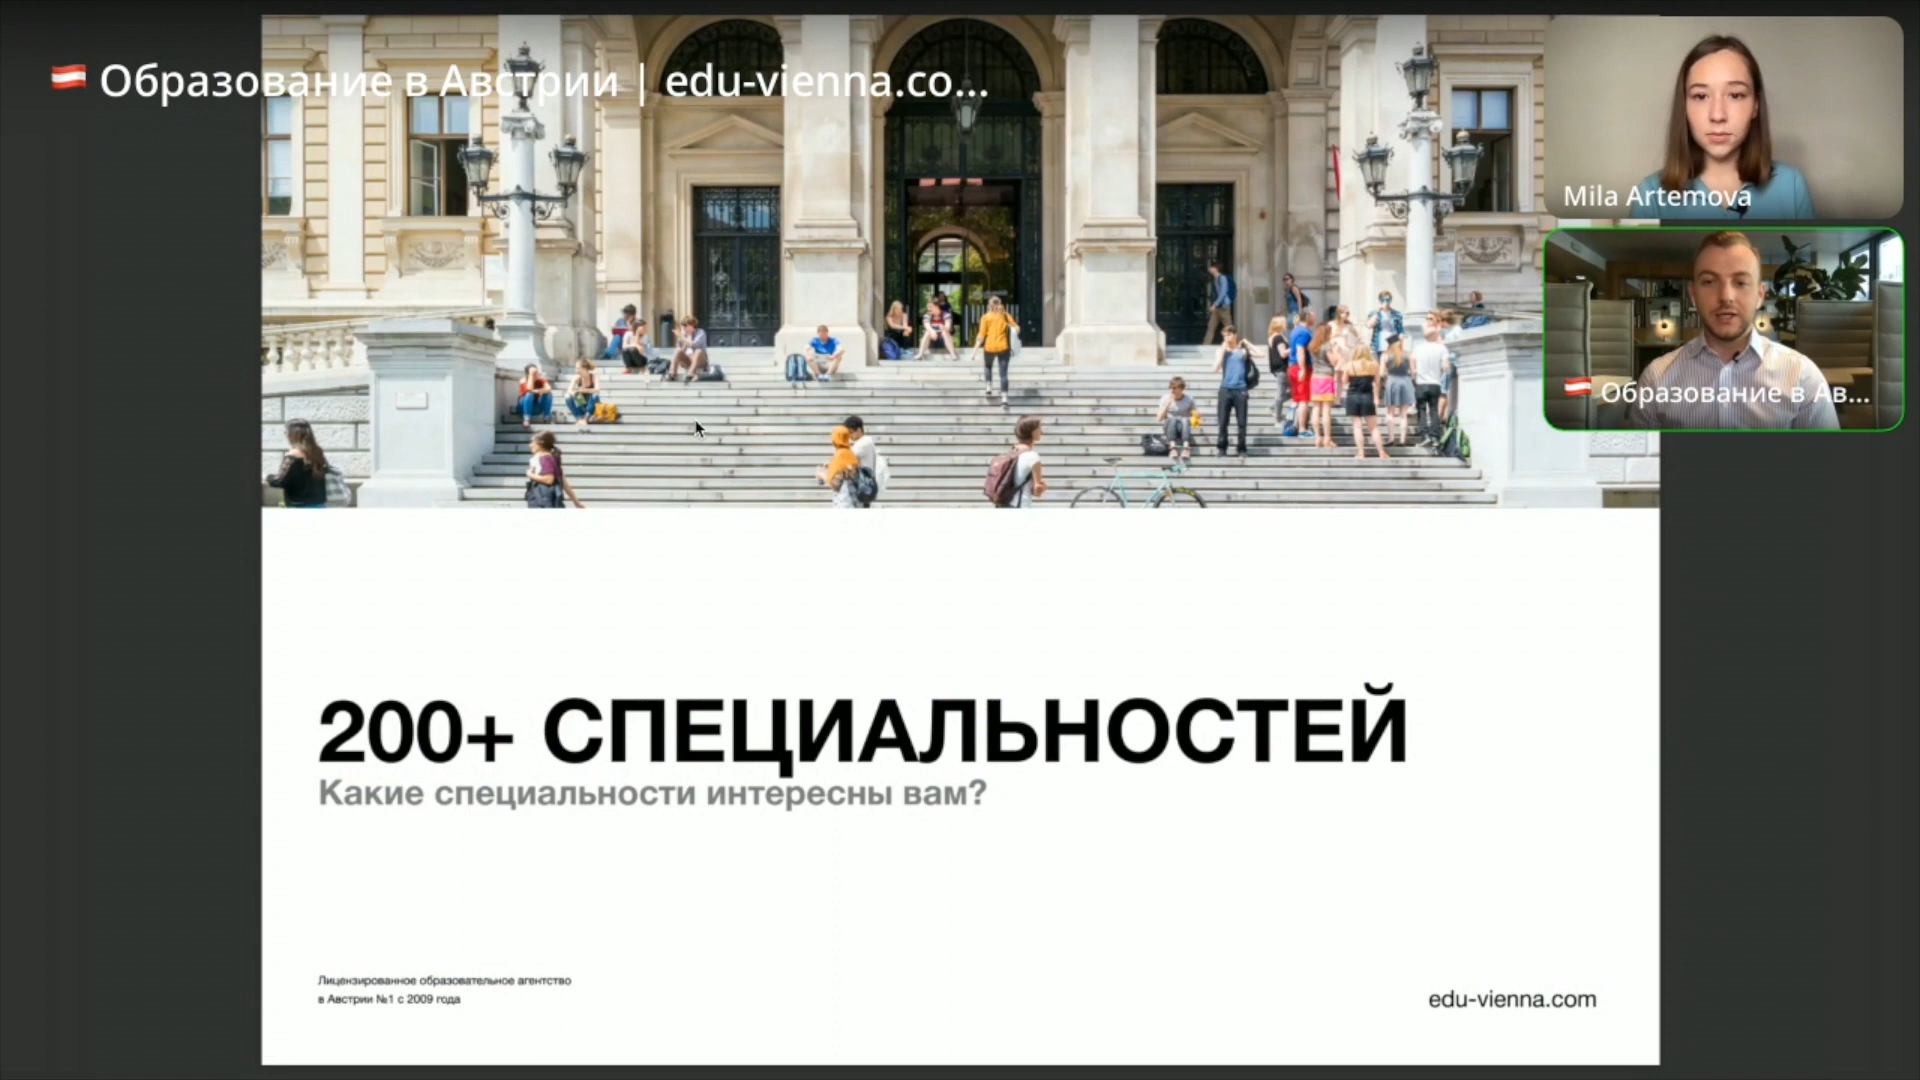 🇦🇹 Образование в Австрии | edu-vienna.co...
Mila Artemova
🇦🇹 Образование в Ав...
200+ СПЕЦИАЛЬНОСТЕЙ
Какие специальности интересны вам?
Лицензированное образовательное агентство
в Австрии №1 с 2009 года
edu-vienna.com